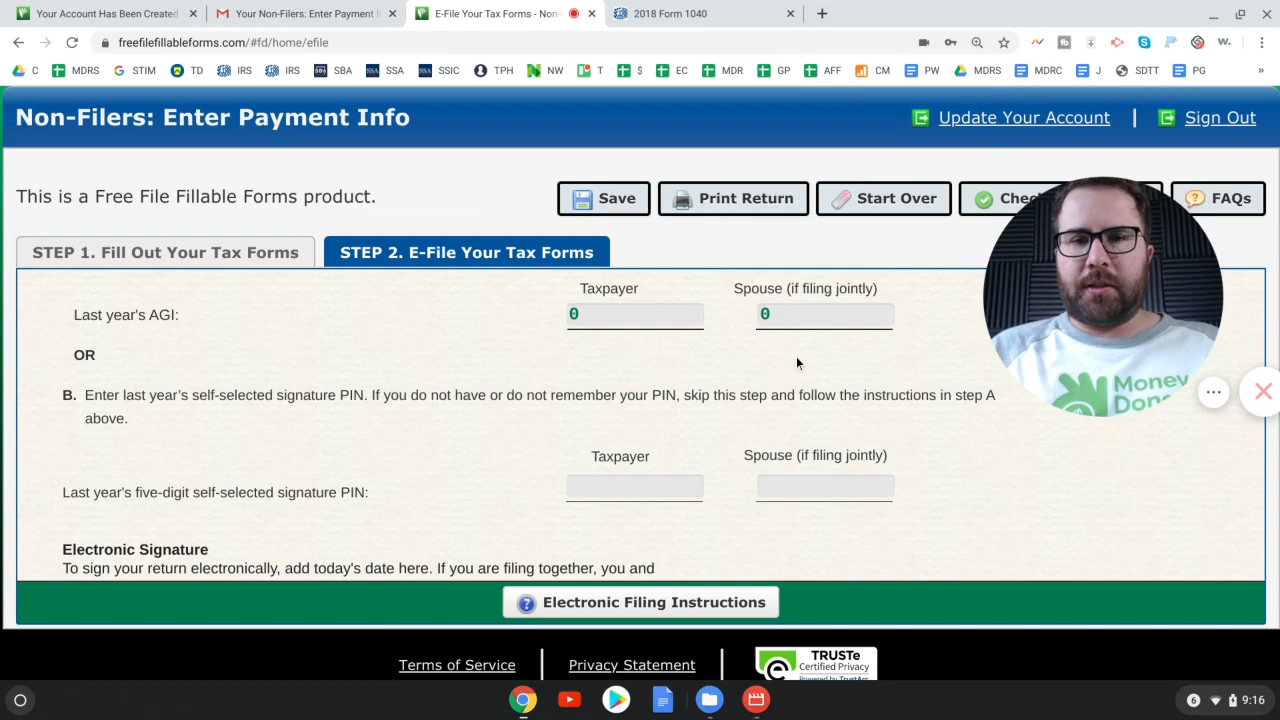 Your Account Has Been Created
Your Non-Filers: Enter Payment I
E-File Your Tax Forms - Non-
2018 Form 1040
freefilefillableforms.com/#fd/home/efile
C MDRS STIM TD IRS IRS SBA SSA SSIC TPH NW T $ EC MDR GP AFF CM PW MDRS MDRC J SDTT PG »
Non-Filers: Enter Payment Info
Update Your Account | Sign Out
This is a Free File Fillable Forms product.
Save Print Return Start Over FAQs
STEP 1. Fill Out Your Tax Forms STEP 2. E-File Your Tax Forms
Taxpayer Spouse (if filing jointly)
Last year's AGI: 0 0
OR
B. Enter last year's self-selected signature PIN. If you do not have or do not remember your PIN, skip this step and follow the instructions in step A
above.
Money
Taxpayer Spouse (if filing jointly)
Last year's five-digit self-selected signature PIN:
Electronic Signature
To sign your return electronically, add today's date here. If you are filing together, you and
Electronic Filing Instructions
Terms of Service | Privacy Statement |
TRUSTe
Certified Privacy
Powered by TrustArc
6 9:16